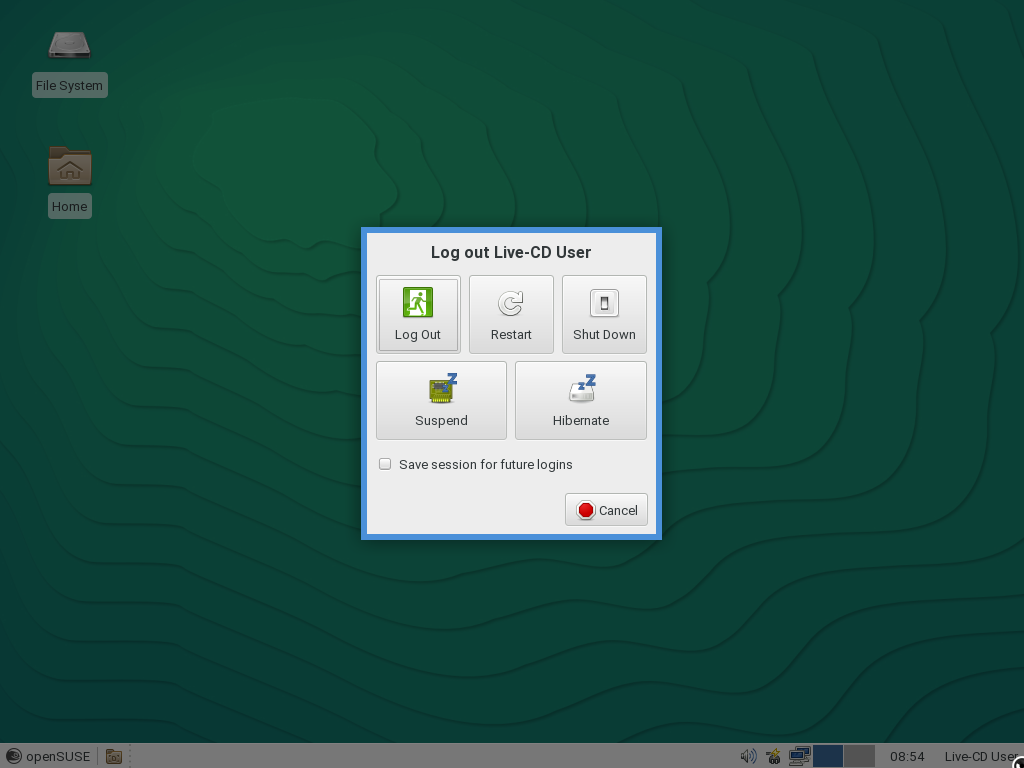 File System
Home
Log out Live-CD User
Log Out
Restart
Shut Down
Suspend
Hibernate
Save session for future logins
Cancel
openSUSE
08:54
Live-CD User